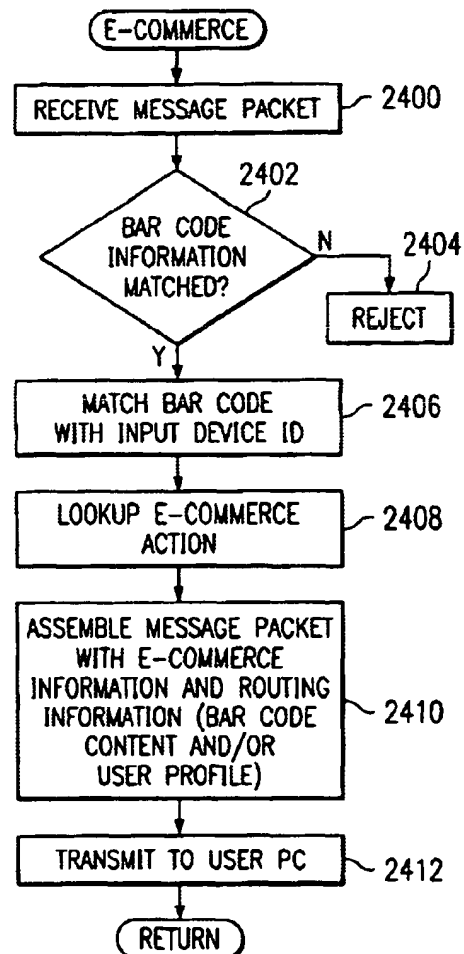 E-COMMERCE
RECEIVE MESSAGE PACKET
2400
2402
BAR CODE
INFORMATION
MATCHED?
N
2404
REJECT
Y
MATCH BAR CODE
WITH INPUT DEVICE ID
2406
LOOKUP E-COMMERCE
ACTION
2408
ASSEMBLE MESSAGE PACKET
WITH E-COMMERCE
INFORMATION AND ROUTING
INFORMATION (BAR CODE
CONTENT AND/OR
USER PROFILE)
2410
TRANSMIT TO USER PC
2412
RETURN